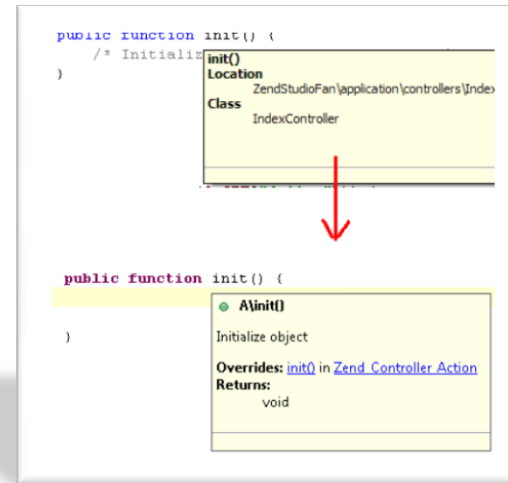 public function init() {
/* Initializ
}
init()
Location
ZendStudioFan\application\controllers\Index
Class
IndexController
public function init() {
}
A\init()
Initialize object
Overrides: init() in Zend_Controller_Action
Returns:
void